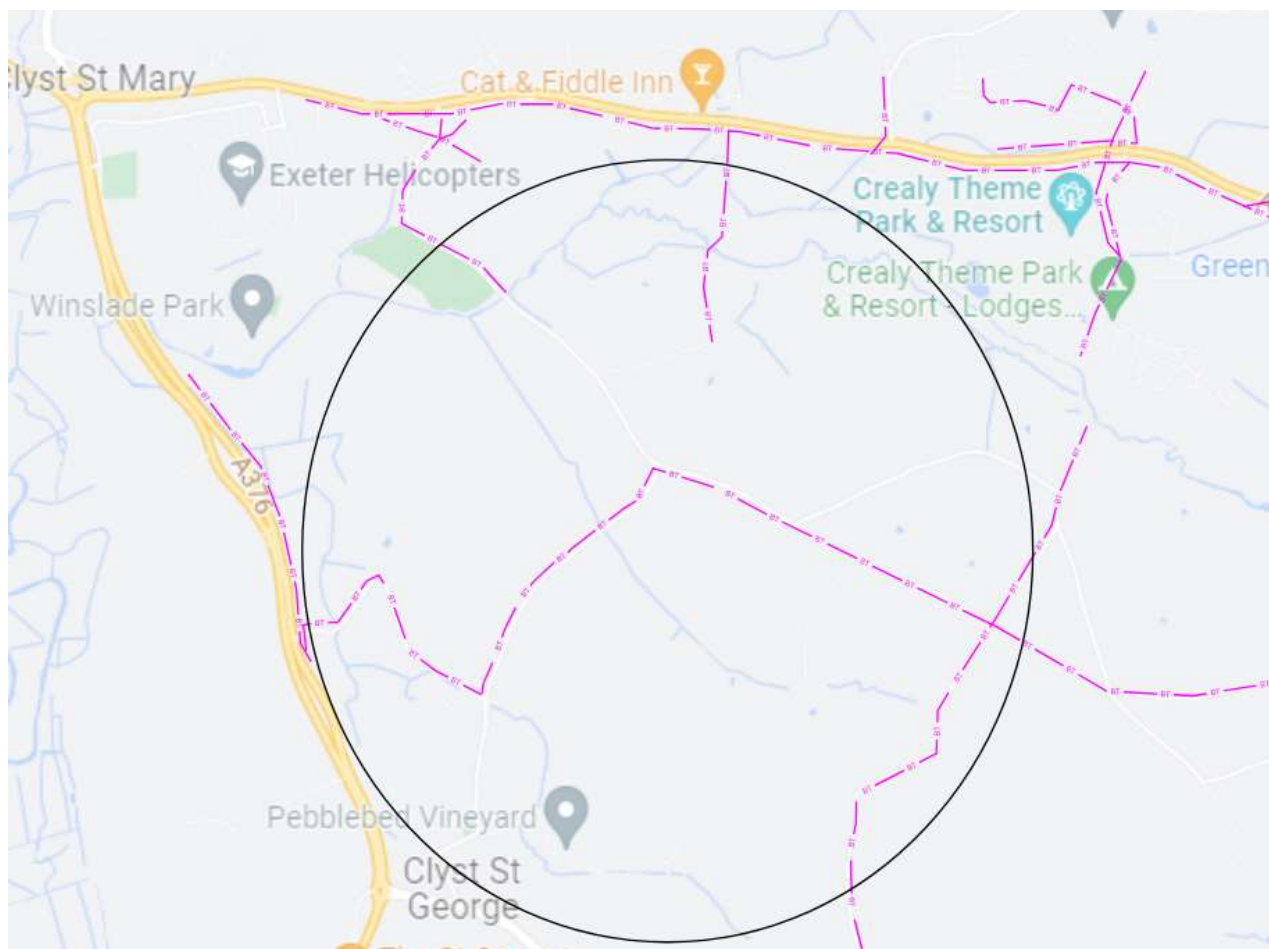 Clyst St Mary
Cat & Fiddle Inn
Exeter Helicopters
Crealy Theme
Park & Resort
Winslade Park
Crealy Theme Park
& Resort - Lodges...
Green
A376
Pebblebed Vineyard
Clyst St
George
BT